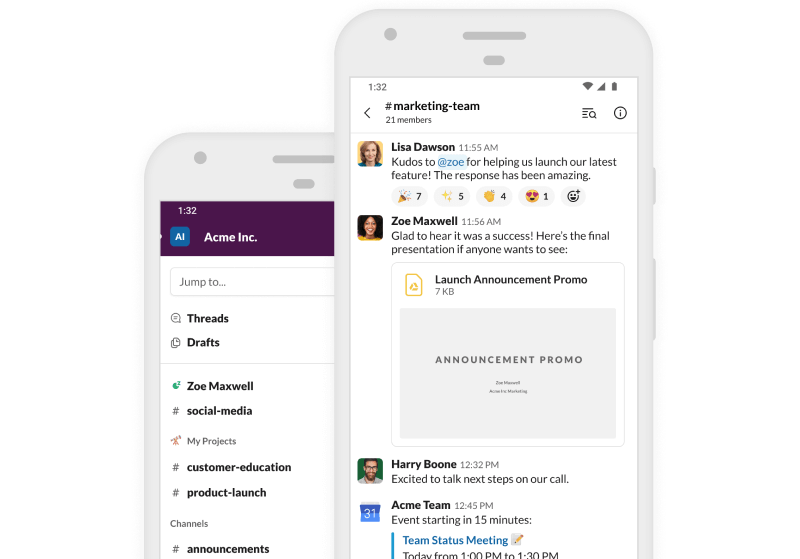 1:32
AI
Acme Inc.
Jump to...
Threads
Drafts
Zoe Maxwell
# social-media
My Projects
# customer-education
# product-launch
Channels
# announcements
1:32
#marketing-team
21 members
Lisa Dawson 11:55 AM
Kudos to @zoe for helping us launch our latest
feature! The response has been amazing.
7 5 4 1
Zoe Maxwell 11:56 AM
Glad to hear it was a success! Here's the final
presentation if anyone wants to see:
Launch Announcement Promo
7 KB
ANNOUNCEMENT PROMO
Zoe Maxwell
Acme Inc Marketing
Harry Boone 12:32 PM
Excited to talk next steps on our call.
31
Acme Team 12:45 PM
Event starting in 15 minutes:
Team Status Meeting
Today from 1:00 PM to 1:30 PM